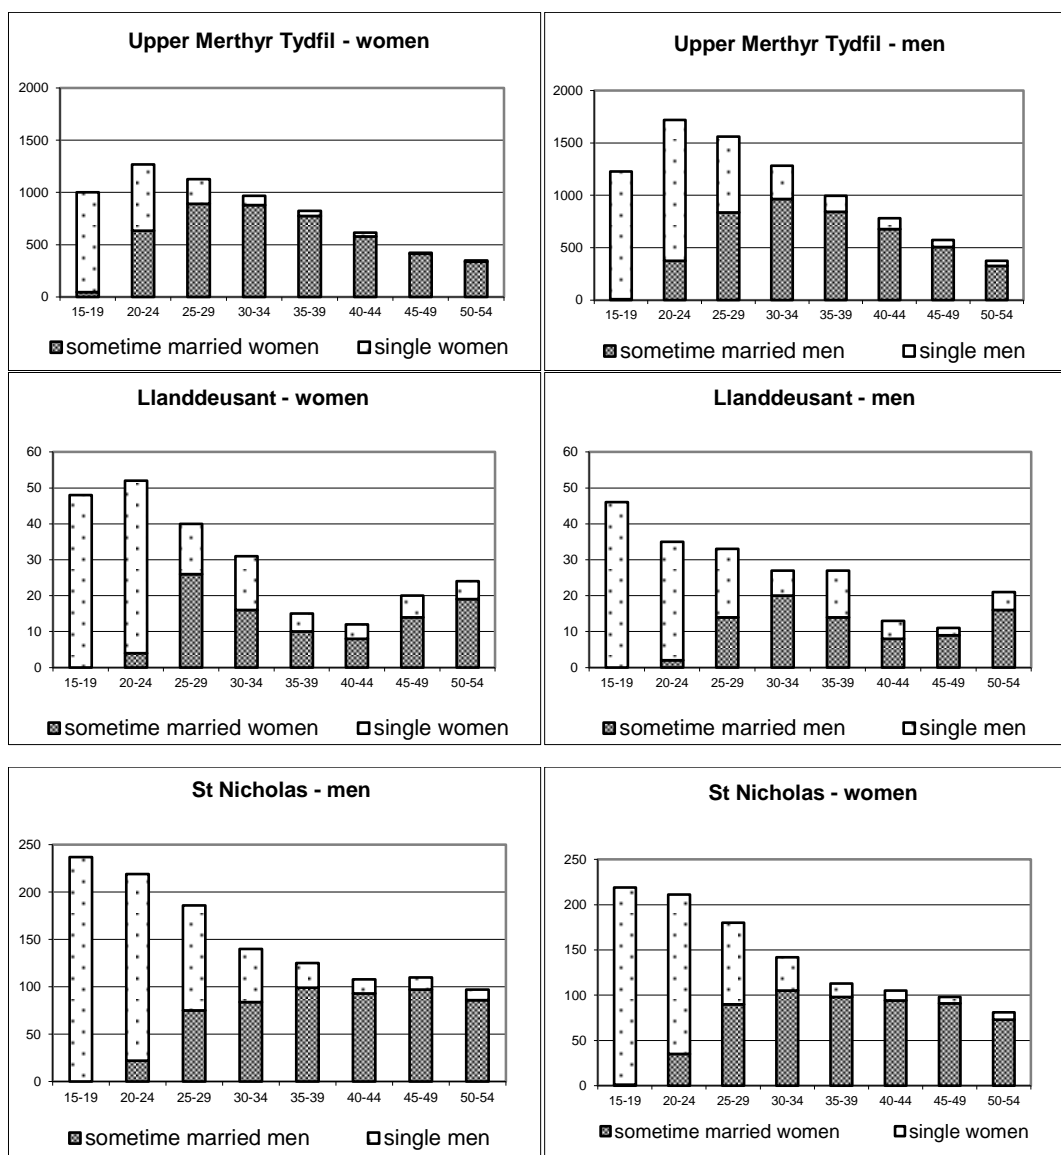 Upper Merthyr Tydfil - women
2000
1500
1000
500
0
15-19 20-24 25-29 30-34 35-39 40-44 45-49 50-54
sometime married women single women
Upper Merthyr Tydfil - men
2000
1500
1000
500
0
15-19 20-24 25-29 30-34 35-39 40-44 45-49 50-54
sometime married men single men
Llanddeusant - women
60
50
40
30
20
10
0
15-19 20-24 25-29 30-34 35-39 40-44 45-49 50-54
sometime married women single women
Llanddeusant - men
60
50
40
30
20
10
0
15-19 20-24 25-29 30-34 35-39 40-44 45-49 50-54
sometime married men single men
St Nicholas - men
250
200
150
100
50
0
15-19 20-24 25-29 30-34 35-39 40-44 45-49 50-54
sometime married men single men
St Nicholas - women
250
200
150
100
50
0
15-19 20-24 25-29 30-34 35-39 40-44 45-49 50-54
sometime married women single women